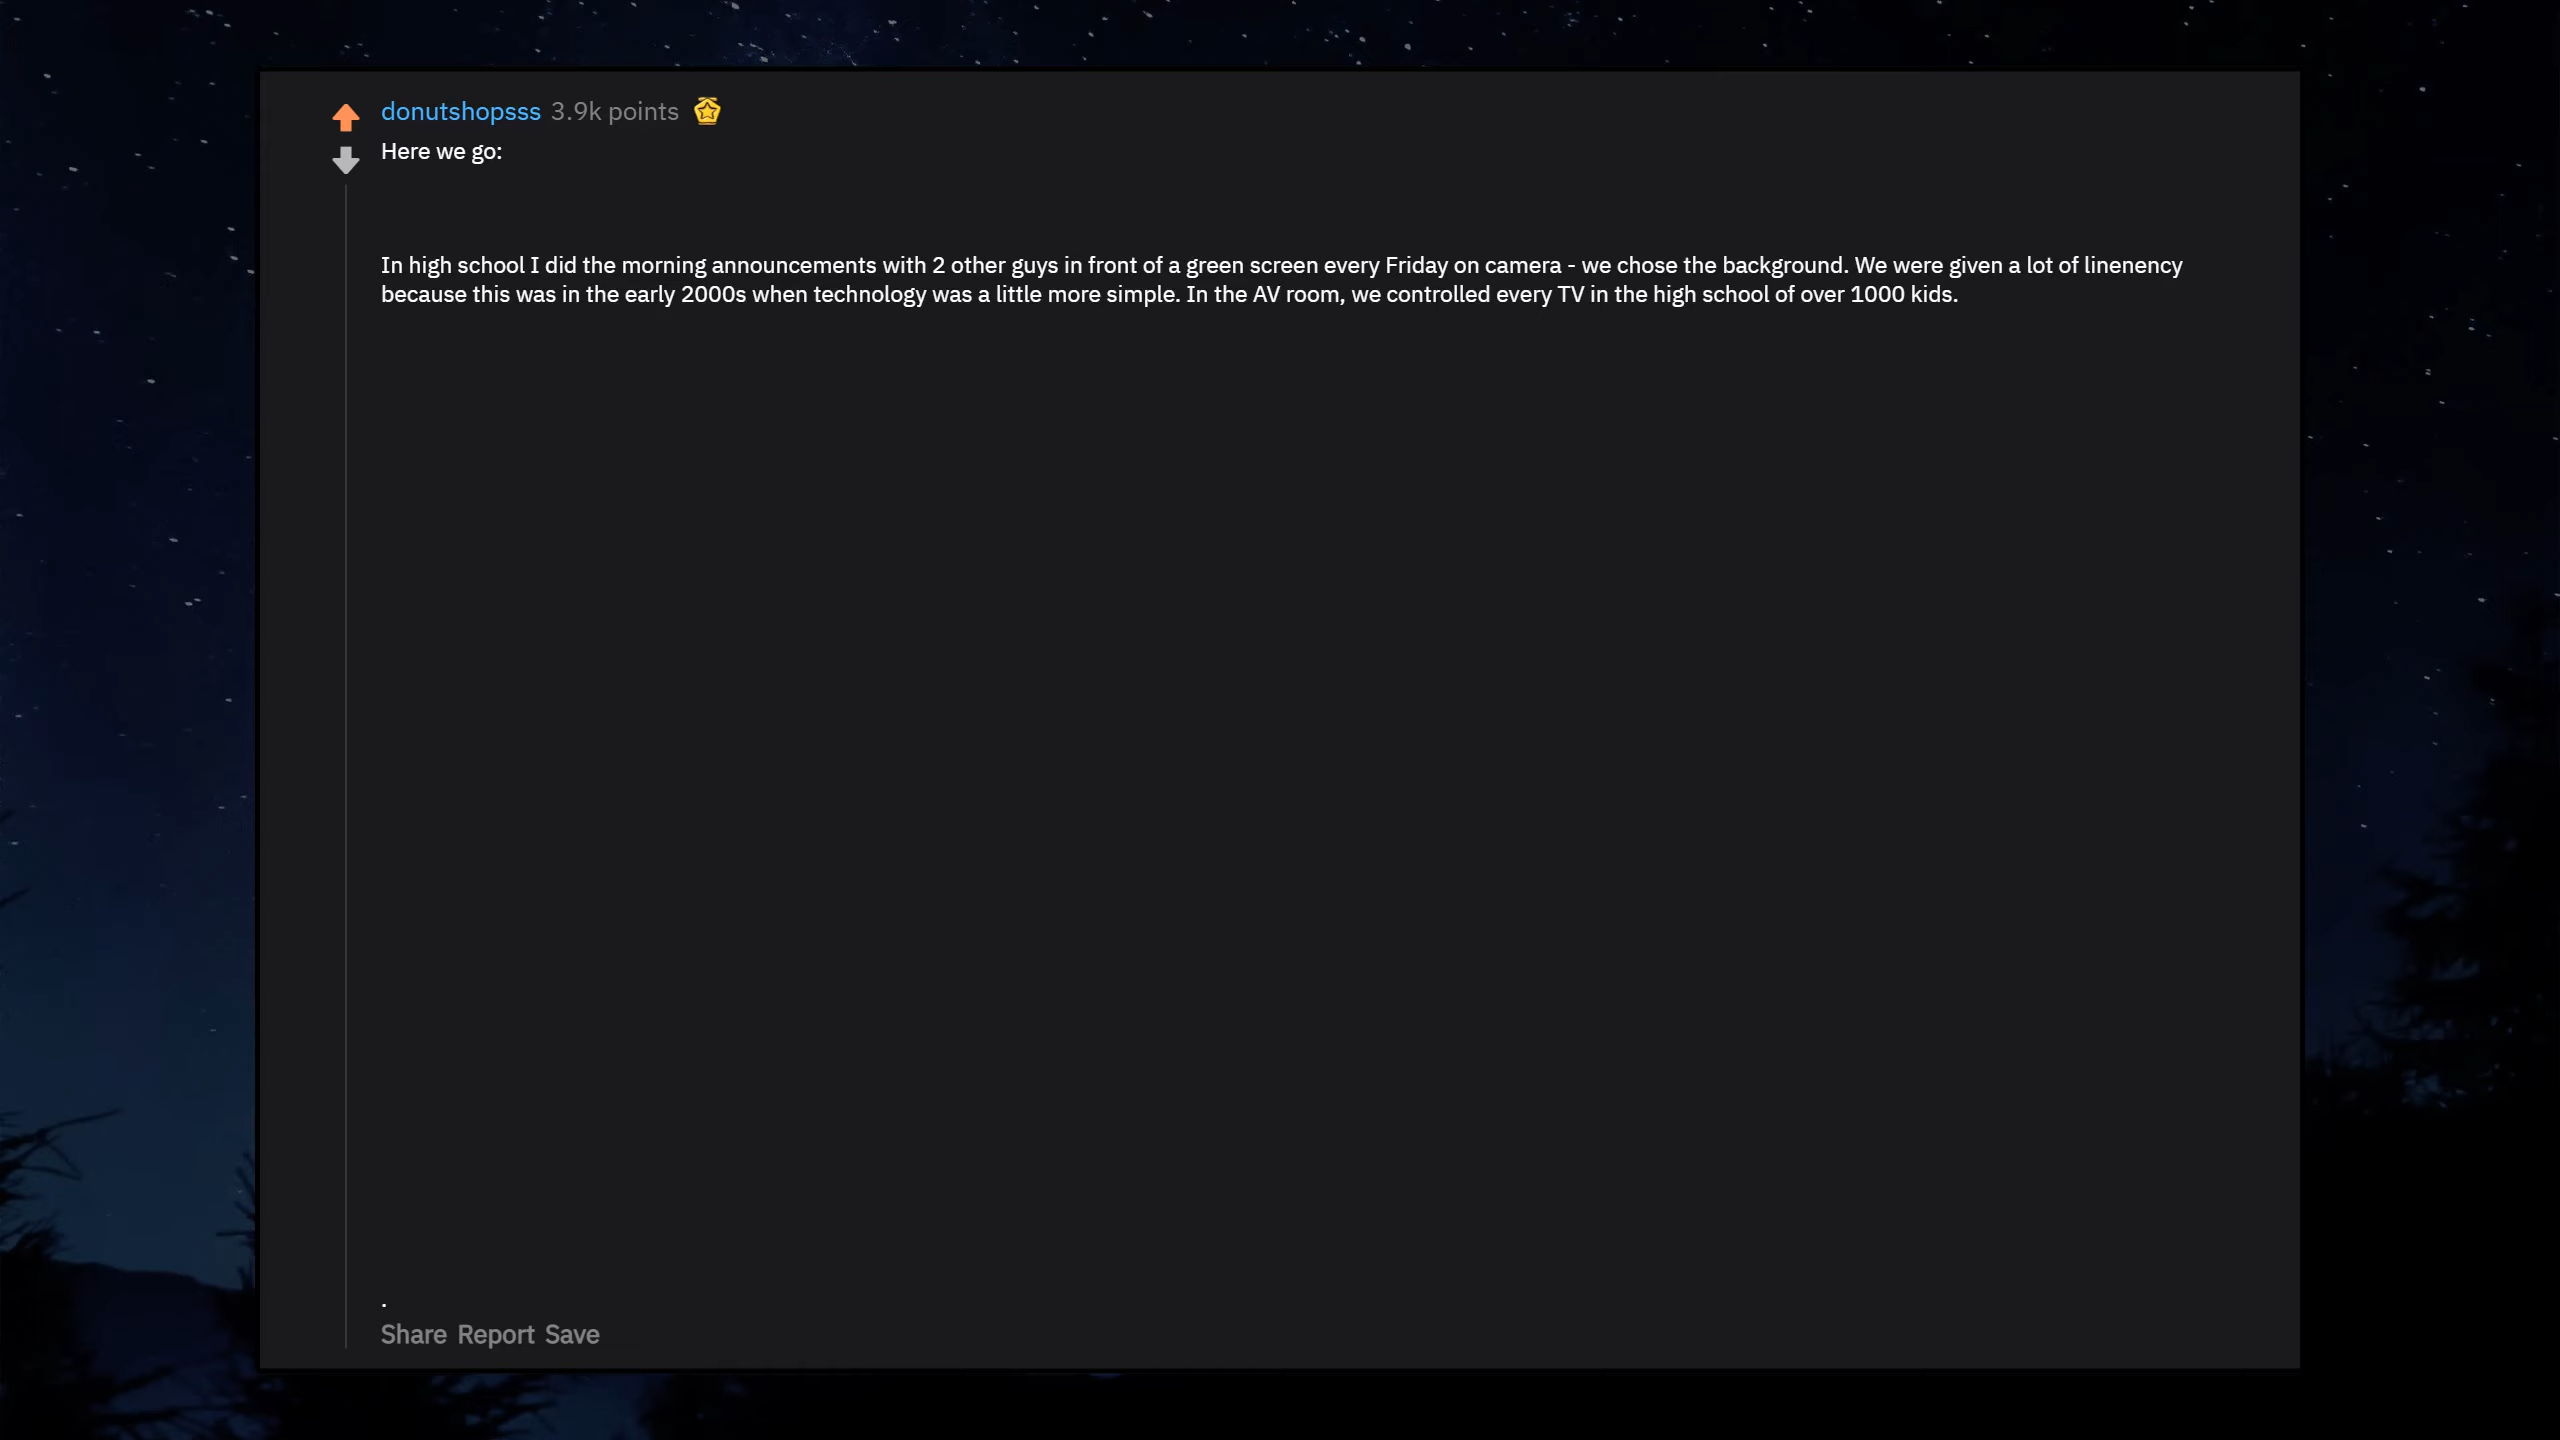 donutshopsss 3.9k points
Here we go:
In high school I did the morning announcements with 2 other guys in front of a green screen every Friday on camera - we chose the background. We were given a lot of linenency
because this was in the early 2000s when technology was a little more simple. In the AV room, we controlled every TV in the high school of over 1000 kids.
.
Share Report Save